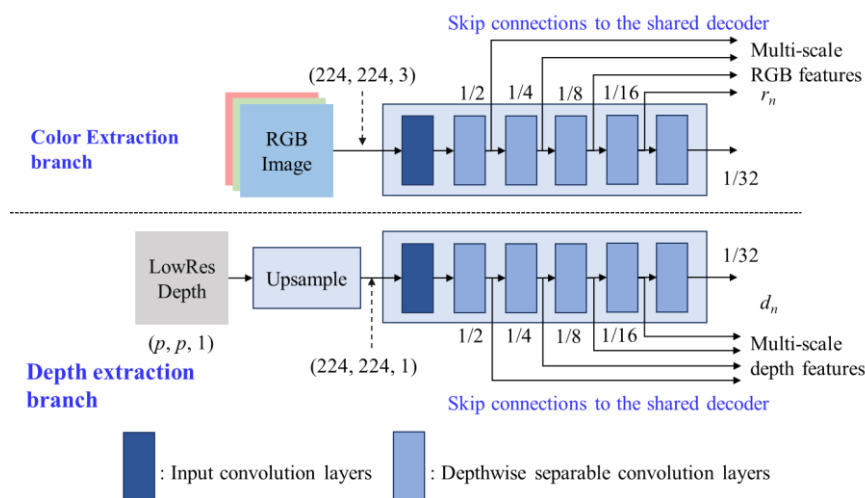 Skip connections to the shared decoder
Multi-scale
RGB features
r_n
(224, 224, 3)
1/2
1/4
1/8
1/16
Color Extraction
branch
RGB
Image
1/32
LowRes
Depth
Upsample
1/32
d_n
(p, p, 1)
(224, 224, 1)
1/2
1/4
1/8
1/16
Multi-scale
depth features
Depth extraction
branch
Skip connections to the shared decoder
: Input convolution layers
: Depthwise separable convolution layers